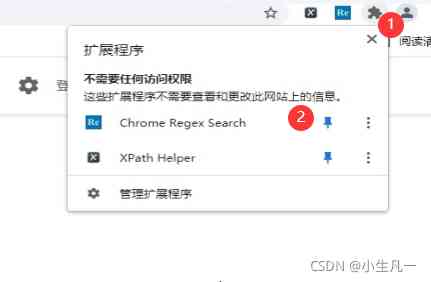 Re
1
阅读清
扩展程序
登
不需要任何访问权限
这些扩展程序不需要查看和更改此网站上的信息。
Re Chrome Regex Search 2
XPath Helper
管理扩展程序
CSDN @小生凡一